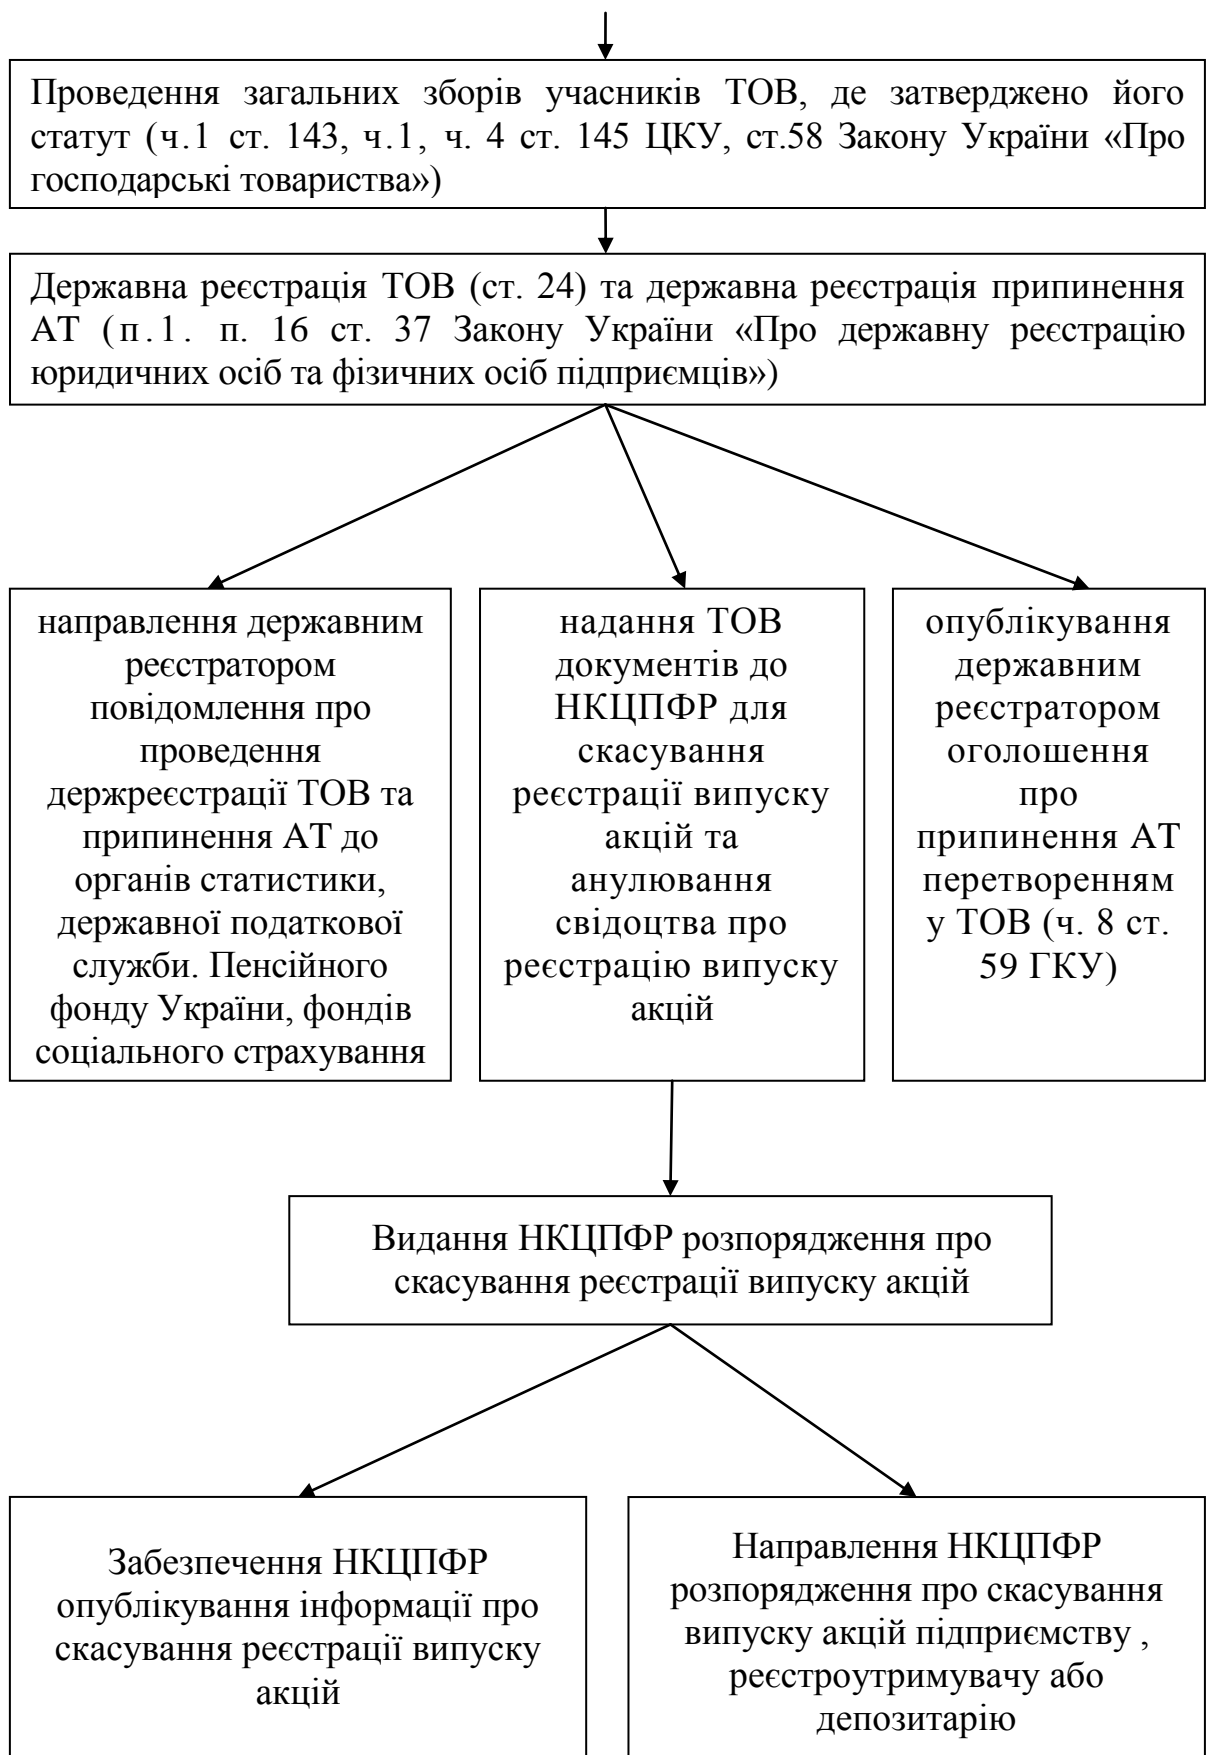 Проведення загальних зборів учасників ТОВ, де затверджено його
статут (ч.1 ст. 143, ч.1, ч. 4 ст. 145 ЦКУ, ст.58 Закону України «Про
господарські товариства»)
Державна реєстрація ТОВ (ст. 24) та державна реєстрація припинення
АТ (п.1. п. 16 ст. 37 Закону України «Про державну реєстрацію
юридичних осіб та фізичних осіб підприємців»)
направлення державним
реєстратором
повідомлення про
проведення
держреєстрації ТОВ та
припинення АТ до
органів статистики,
державної податкової
служби. Пенсійного
фонду України, фондів
соціального страхування
надання ТОВ
документів до
НКЦПФР для
скасування
реєстрації випуску
акцій та
анулювання
свідоцтва про
реєстрацію випуску
акцій
опублікування
державним
реєстратором
оголошення
про
припинення АТ
перетворенням
у ТОВ (ч. 8 ст.
59 ГКУ)
Видання НКЦПФР розпорядження про
скасування реєстрації випуску акцій
Забезпечення НКЦПФР
опублікування інформації про
скасування реєстрації випуску
акцій
Направлення НКЦПФР
розпорядження про скасування
випуску акцій підприємству ,
реєстроутримувачу або
депозитарію